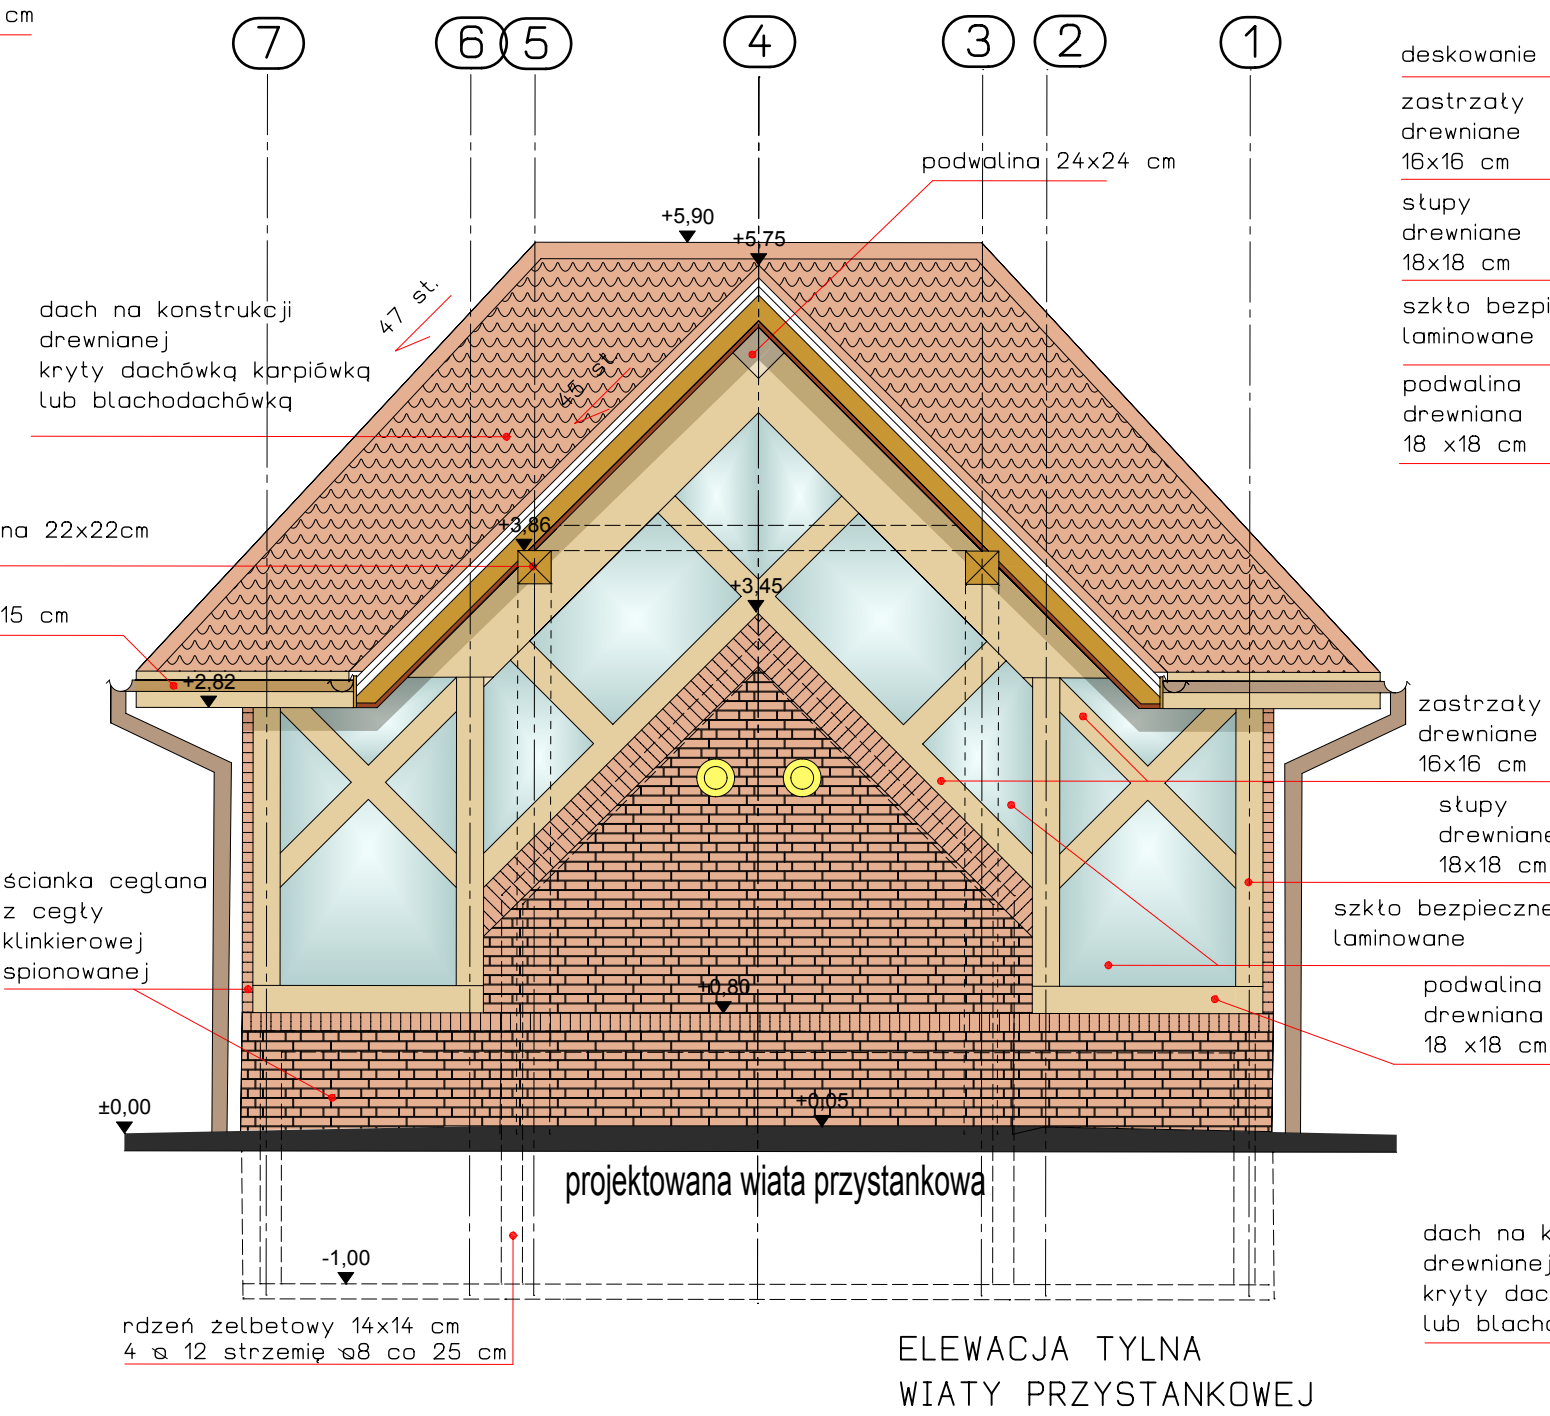 cm
7
6
5
4
3
2
1
deskowanie
zastrzały
drewniane
16x16 cm
słupy
drewniane
18x18 cm
szkło bezpi
laminowane
podwalina
drewniana
18 x18 cm
podwalina 24x24 cm
+5,90
+5,75
47 st.
45 st.
dach na konstrukcji
drewnianej
kryty dachówką karpiówką
lub blachodachówką
na 22x22cm
+3,86
+3,45
15 cm
+2,82
zastrzały
drewniane
16x16 cm
słupy
drewniane
18x18 cm
szkło bezpieczne
laminowane
podwalina
drewniana
18 x18 cm
ścianka ceglana
z cegły
klinkierowej
spionowanej
+0,80
±0,00
+0,05
projektowana wiata przystankowa
-1,00
rdzeń żelbetowy 14x14 cm
4 ⌀ 12 strzemię ⌀8 co 25 cm
dach na k
drewnianej
kryty dac
lub blacho
ELEWACJA TYLNA
WIATY PRZYSTANKOWEJ